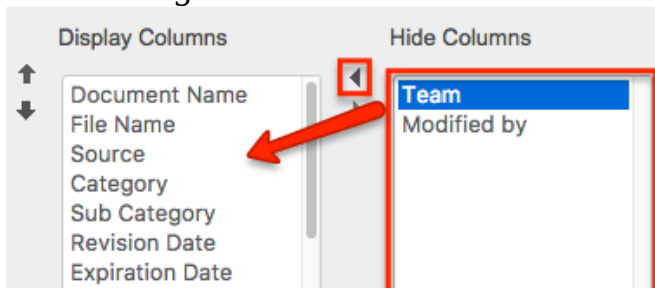 Display Columns
Hide Columns
Document Name
File Name
Source
Category
Sub Category
Revision Date
Expiration Date
Team
Modified by